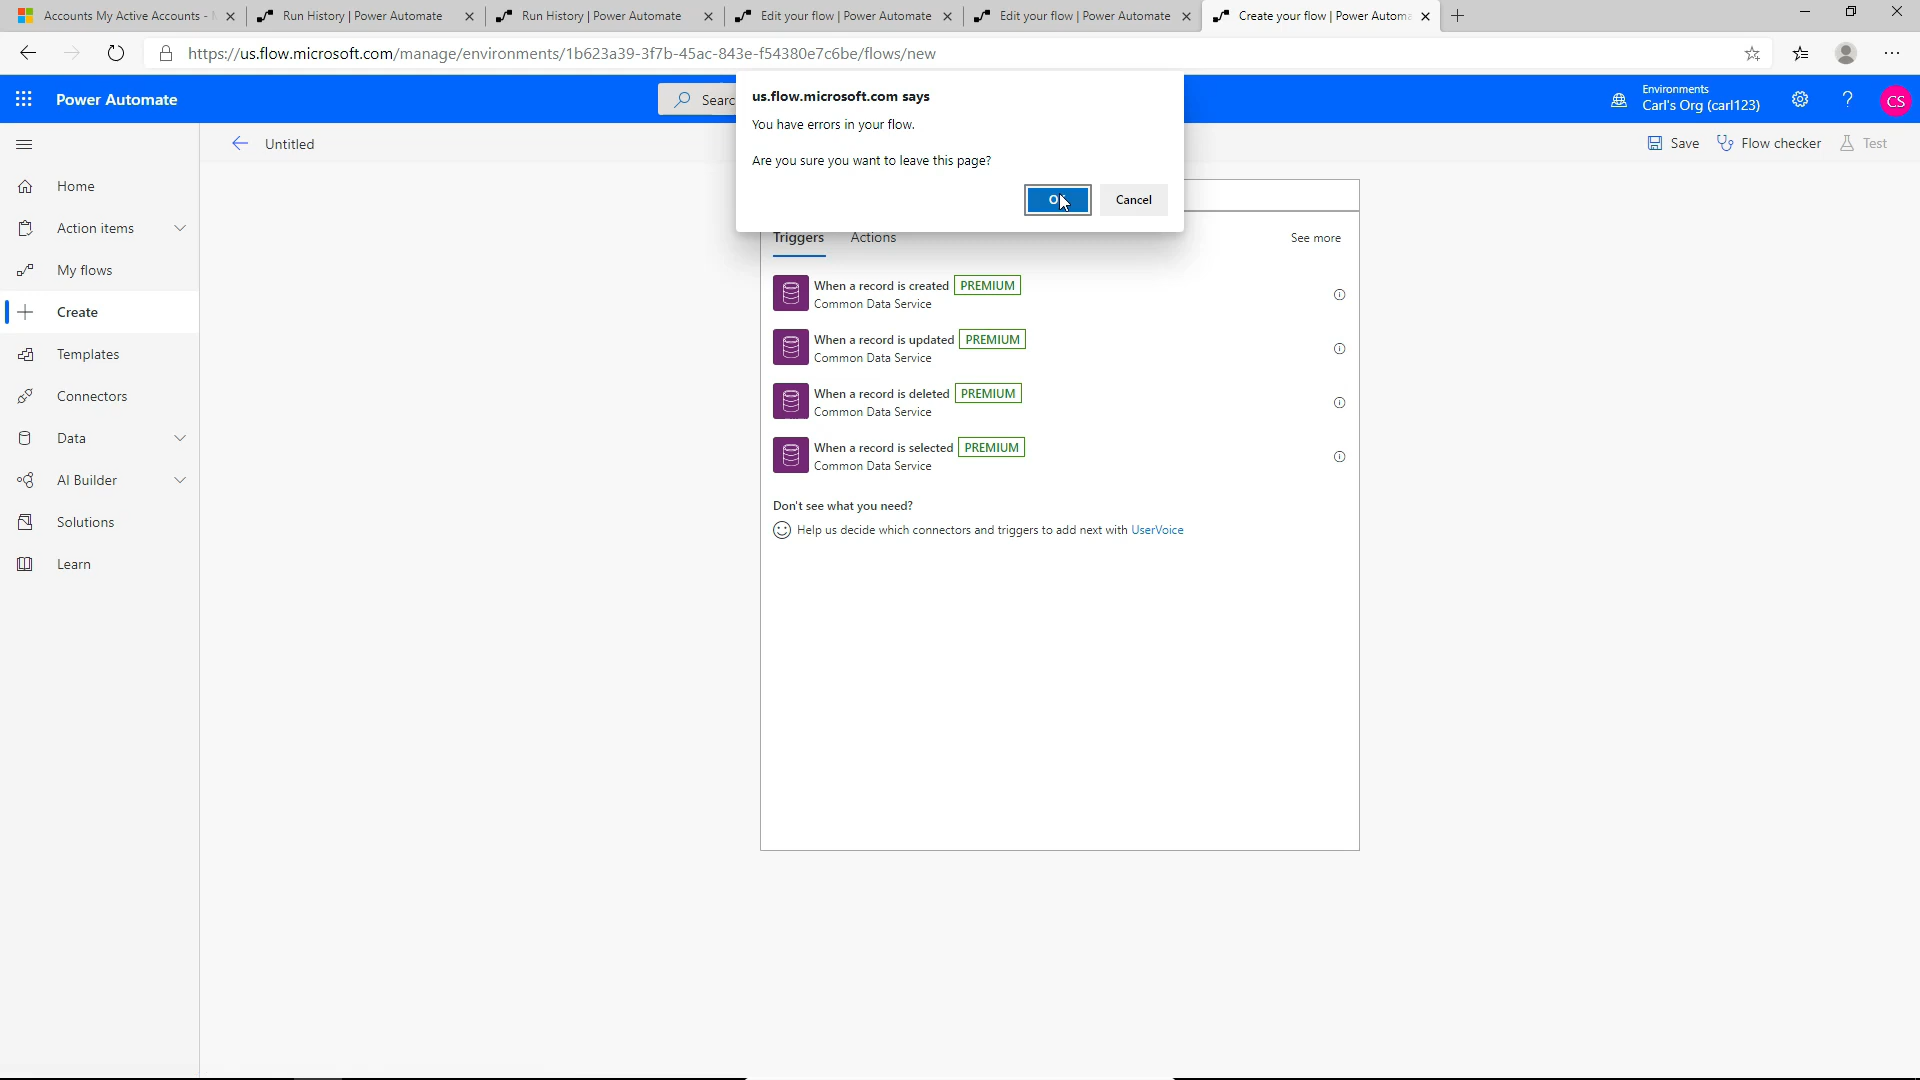 Accounts My Active Accounts -
Run History | Power Automate
Run History | Power Automate
Edit your flow | Power Automate
Edit your flow | Power Automate
Create your flow | Power Automa
https://us.flow.microsoft.com/manage/environments/1b623a39-3f7b-45ac-843e-f54380e7c6be/flows/new
Power Automate
Searc
Environments
Carl's Org (carl123)
?
CS
us.flow.microsoft.com says
You have errors in your flow.
Are you sure you want to leave this page?
Cancel
Untitled
Save
Flow checker
Test
Home
Action items
My flows
Create
Templates
Connectors
Data
AI Builder
Solutions
Learn
Triggers
Actions
See more
When a record is created PREMIUM
Common Data Service
When a record is updated PREMIUM
Common Data Service
When a record is deleted PREMIUM
Common Data Service
When a record is selected PREMIUM
Common Data Service
Don't see what you need?
Help us decide which connectors and triggers to add next with UserVoice